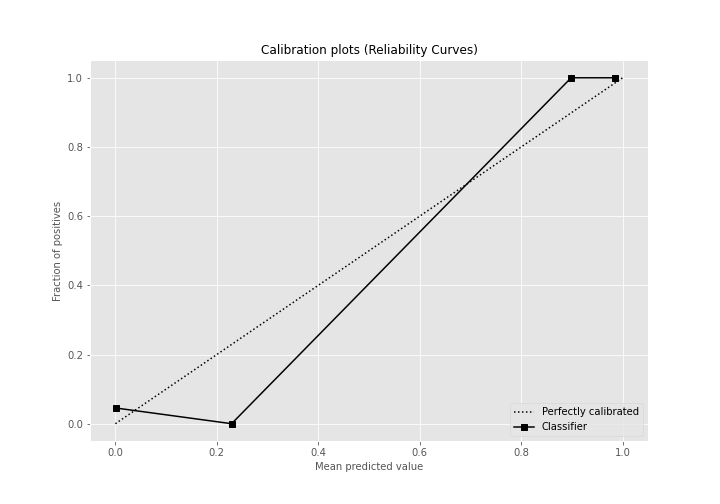 Calibration plots (Reliability Curves)
1.0
0.8
0.6
0.4
0.2
0.0
Fraction of positives
0.0 0.2 0.4 0.6 0.8 1.0
Mean predicted value
Perfectly calibrated
Classifier